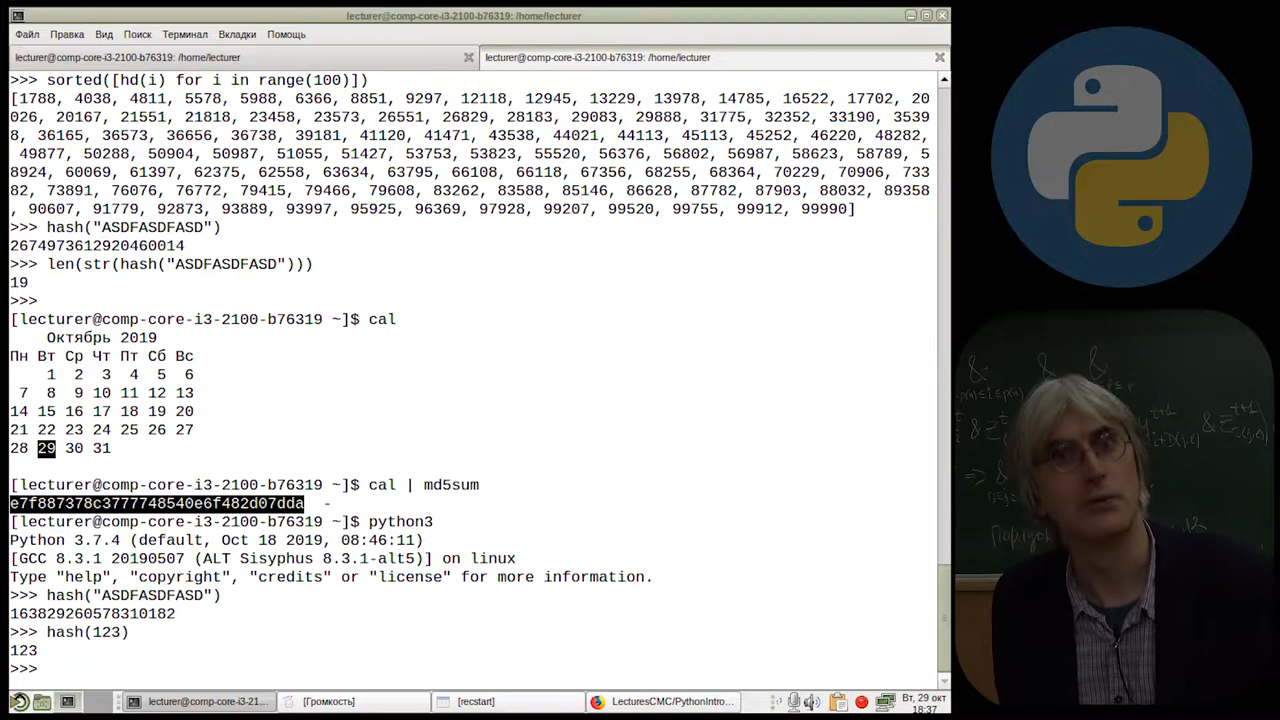 lecturer@comp-core-i3-2100-b76319: /home/lecturer
Файл Правка Вид Поиск Терминал Вкладки Помощь
lecturer@comp-core-i3-2100-b76319: /home/lecturer lecturer@comp-core-i3-2100-b76319: /home/lecturer
>>> sorted([hd(i) for i in range(100)])
[1788, 4038, 4811, 5578, 5988, 6366, 8851, 9297, 12118, 12945, 13229, 13978, 14785, 16522, 17702, 20
026, 20167, 21551, 21818, 23458, 23573, 26551, 26829, 28183, 29083, 29888, 31775, 32352, 33190, 3539
8, 36165, 36573, 36656, 36738, 39181, 41120, 41471, 43538, 44021, 44113, 45113, 45252, 46220, 48282,
 49877, 50288, 50904, 50987, 51055, 51427, 53753, 53823, 55520, 56376, 56802, 56987, 58623, 58789, 5
8924, 60069, 61397, 62375, 62558, 63634, 63795, 66108, 66118, 67356, 68255, 68364, 70229, 70906, 733
82, 73891, 76076, 76772, 79415, 79466, 79608, 83262, 83588, 85146, 86628, 87782, 87903, 88032, 89358
, 90607, 91779, 92873, 93889, 93997, 95925, 96369, 97928, 99207, 99520, 99755, 99912, 99990]
>>> hash("ASDFASDFASD")
2674973612920460014
>>> len(str(hash("ASDFASDFASD")))
19
>>>
[lecturer@comp-core-i3-2100-b76319 ~]$ cal
Октябрь 2019
Пн Вт Ср Чт Пт Сб Вс
1 2 3 4 5 6
7 8 9 10 11 12 13
14 15 16 17 18 19 20
21 22 23 24 25 26 27
28 29 30 31
[lecturer@comp-core-i3-2100-b76319 ~]$ cal | md5sum
e7f887378c3777748540e6f482d07dda -
[lecturer@comp-core-i3-2100-b76319 ~]$ python3
Python 3.7.4 (default, Oct 18 2019, 08:46:11)
[GCC 8.3.1 20190507 (ALT Sisyphus 8.3.1-alt5)] on linux
Type "help", "copyright", "credits" or "license" for more information.
>>> hash("ASDFASDFASD")
163829260578310182
>>> hash(123)
123
>>>
lecturer@comp-core-i3-21... [Громкость] [recstart] LecturesCMC/PythonIntro... Вт, 29 окт
18:37